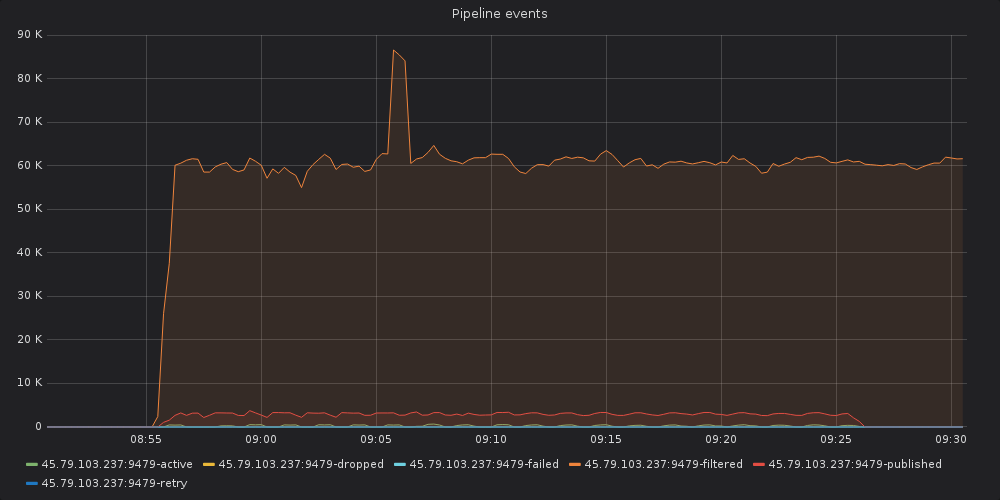 Pipeline events
90 K
80 K
70 K
60 K
50 K
40 K
30 K
20 K
10 K
0
08:55 09:00 09:05 09:10 09:15 09:20 09:25 09:30
45.79.103.237:9479-active 45.79.103.237:9479-dropped 45.79.103.237:9479-failed 45.79.103.237:9479-filtered 45.79.103.237:9479-published
45.79.103.237:9479-retry